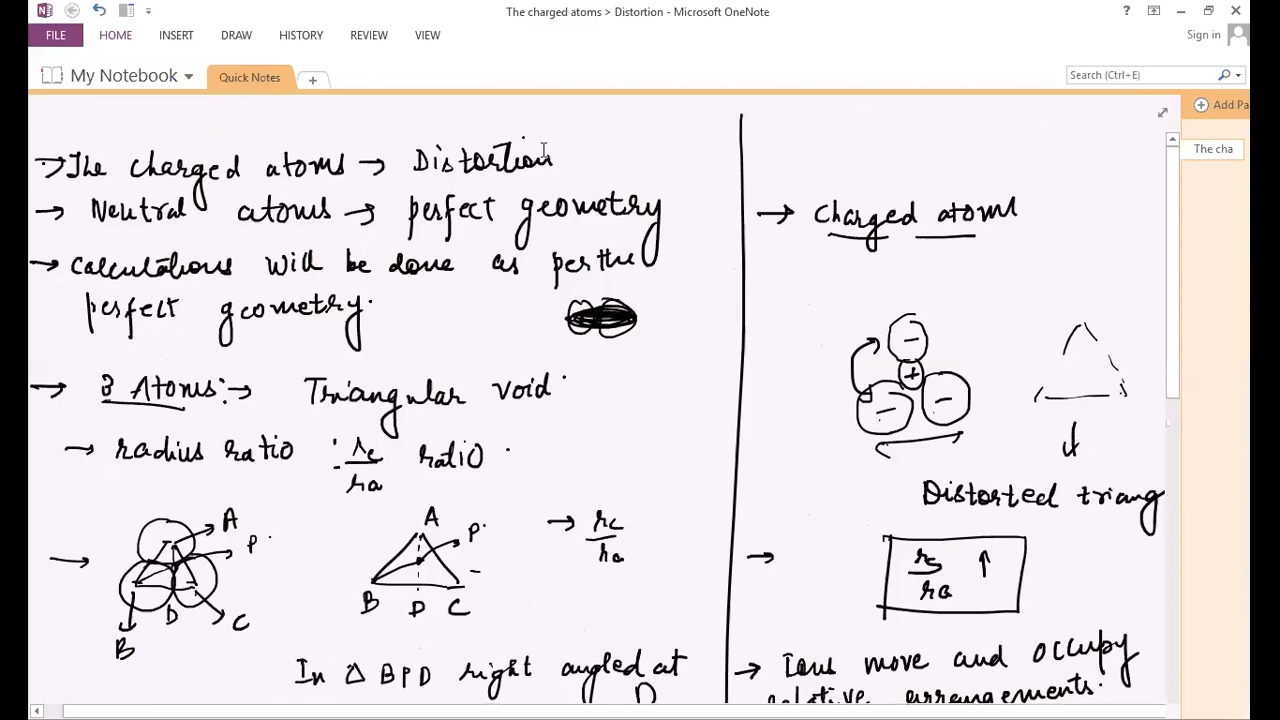 The charged atoms > Distortion - Microsoft OneNote
?
FILE HOME INSERT DRAW HISTORY REVIEW VIEW
Sign in
My Notebook
Quick Notes
+
Search (Ctrl+E)
Add Pa
The cha
→ The charged atoms → Distortion
→ Neutral atoms → perfect geometry
→ Calculations will be done as per the
perfect geometry.
→ 3 Atoms:→ Triangular void
→ radius ratio :- rc/ra ratio
→ A
P
B
D
C
A
P
B
D
C
→ rc/ra
In △ BPD right angled at
D
→ Charged atoms
−
+
−
−
↓
Distorted triang
→ rc/ra ↑
→ Ions move and occupy
relative arrangements.